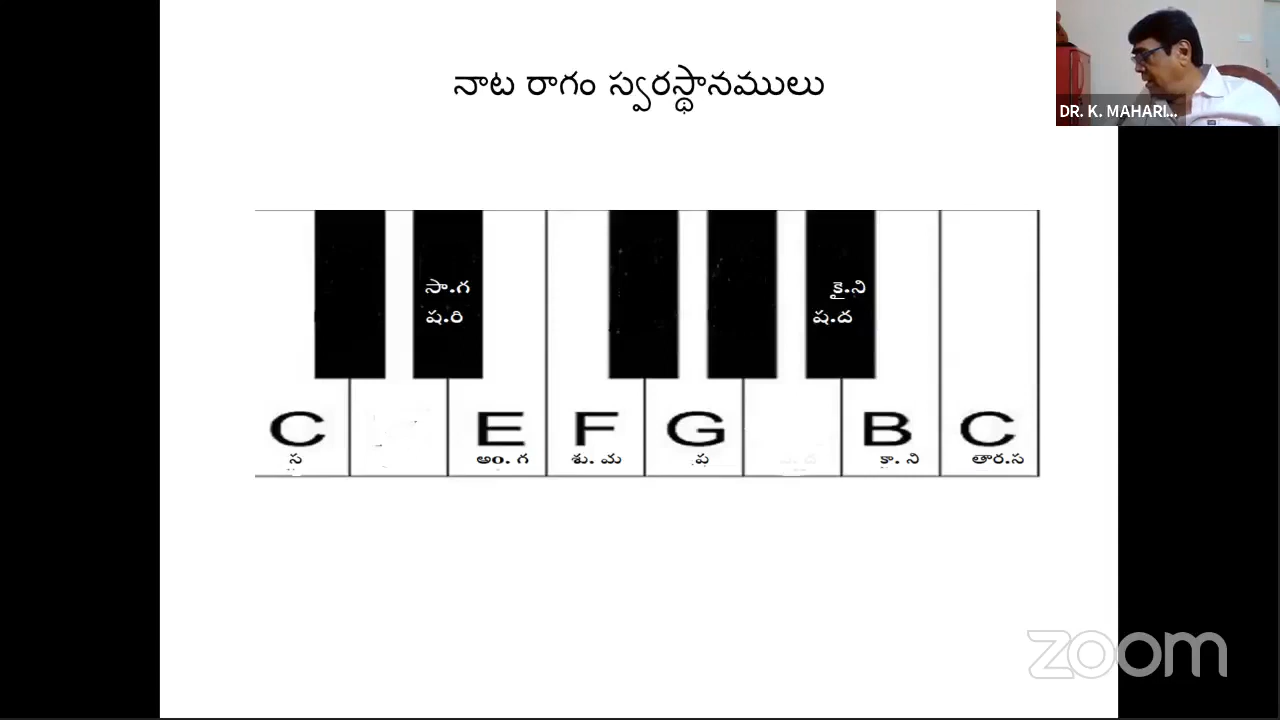 నాట రాగం స్వరస్థానములు
DR. K. MAHARI...
సా.గ
ష.రి
కై.ని
ష.ద
C E F G B C
స అం. గ శు. మ ప కా. ని తార.స
zoom